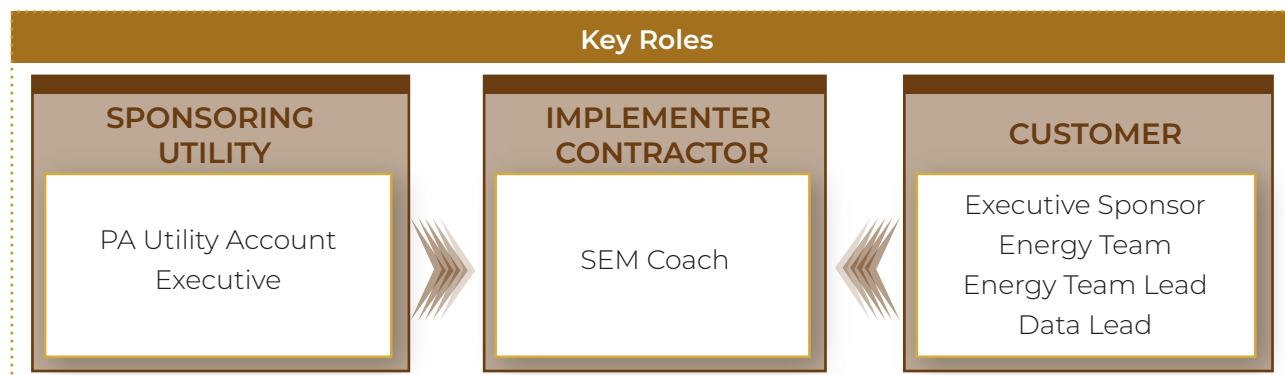 Key Roles
SPONSORING
UTILITY
PA Utility Account
Executive
IMPLEMENTER
CONTRACTOR
SEM Coach
CUSTOMER
Executive Sponsor
Energy Team
Energy Team Lead
Data Lead